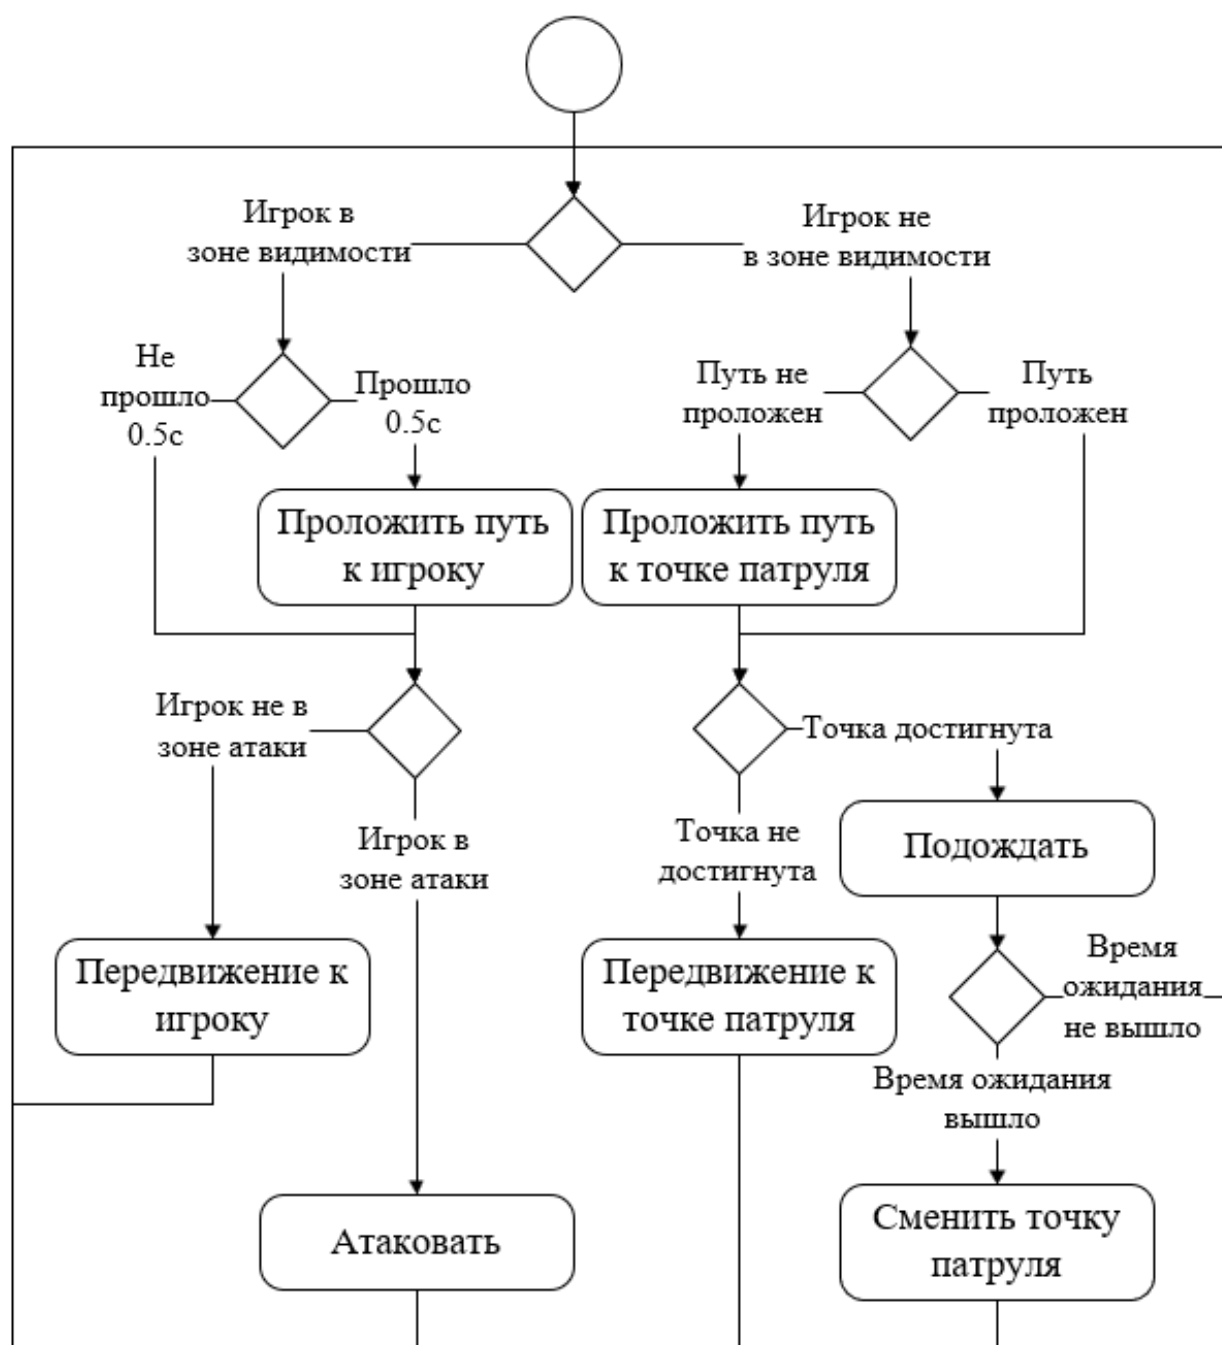 Игрок в
зоне видимости
Игрок не
в зоне видимости
Не
прошло
0.5с
Прошло
0.5с
Путь не
проложен
Путь
проложен
Проложить путь
к игроку
Проложить путь
к точке патруля
Игрок не в
зоне атаки
Точка достигнута
Игрок в
зоне атаки
Точка не
достигнута
Подождать
Передвижение к
игроку
Передвижение к
точке патруля
Время
ожидания
не вышло
Время ожидания
вышло
Атаковать
Сменить точку
патруля